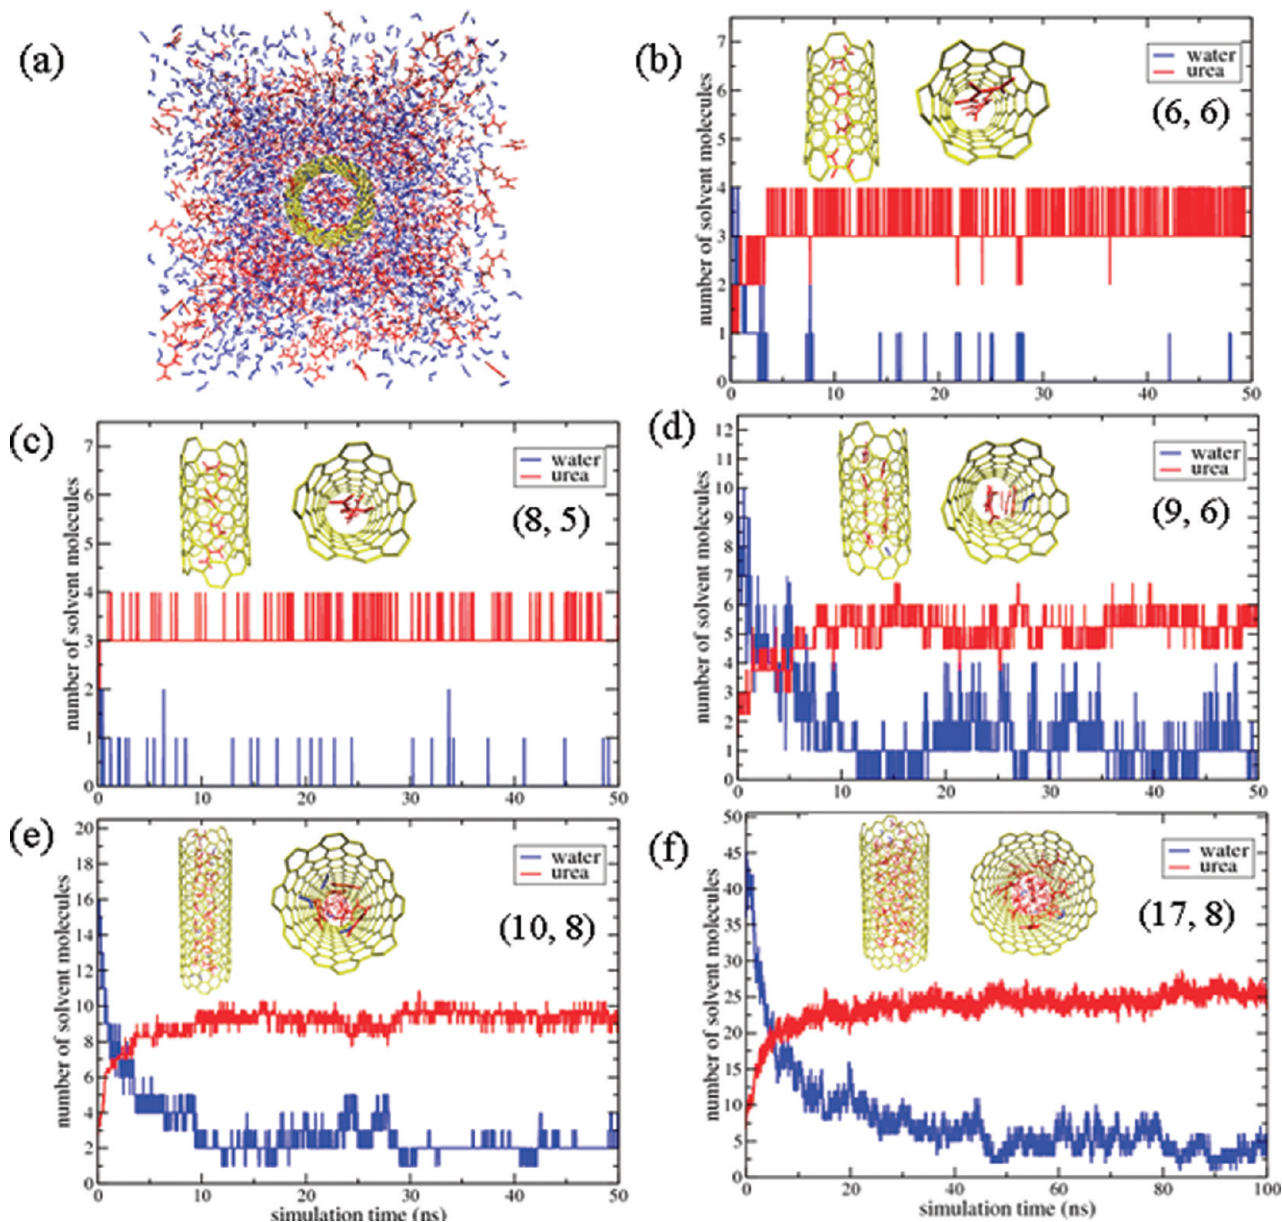 (a)
(b)
7
6
5
4
3
2
1
0
number of solvent molecules
water
urea
(6, 6)
0 10 20 30 40 50
(c)
7
6
5
4
3
2
1
0
number of solvent molecules
water
urea
(8, 5)
0 10 20 30 40 50
(d)
12
11
10
9
8
7
6
5
4
3
2
1
0
number of solvent molecules
water
urea
(9, 6)
0 10 20 30 40 50
(e)
20
18
16
14
12
10
8
6
4
2
0
number of solvent molecules
water
urea
(10, 8)
0 10 20 30 40 50
simulation time (ns)
(f)
50
45
40
35
30
25
20
15
10
5
0
number of solvent molecules
water
urea
(17, 8)
0 20 40 60 80 100
simulation time (ns)